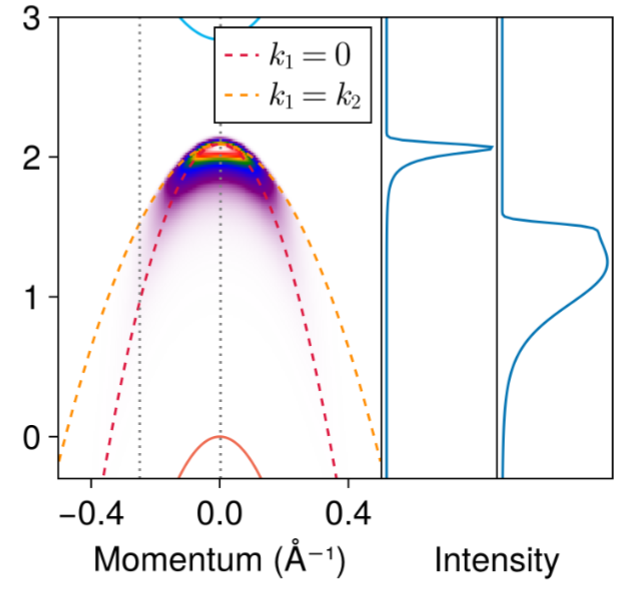 3
k₁ = 0
k₁ = k₂
2
1
0
−0.4 0.0 0.4
Momentum (Å⁻¹) Intensity